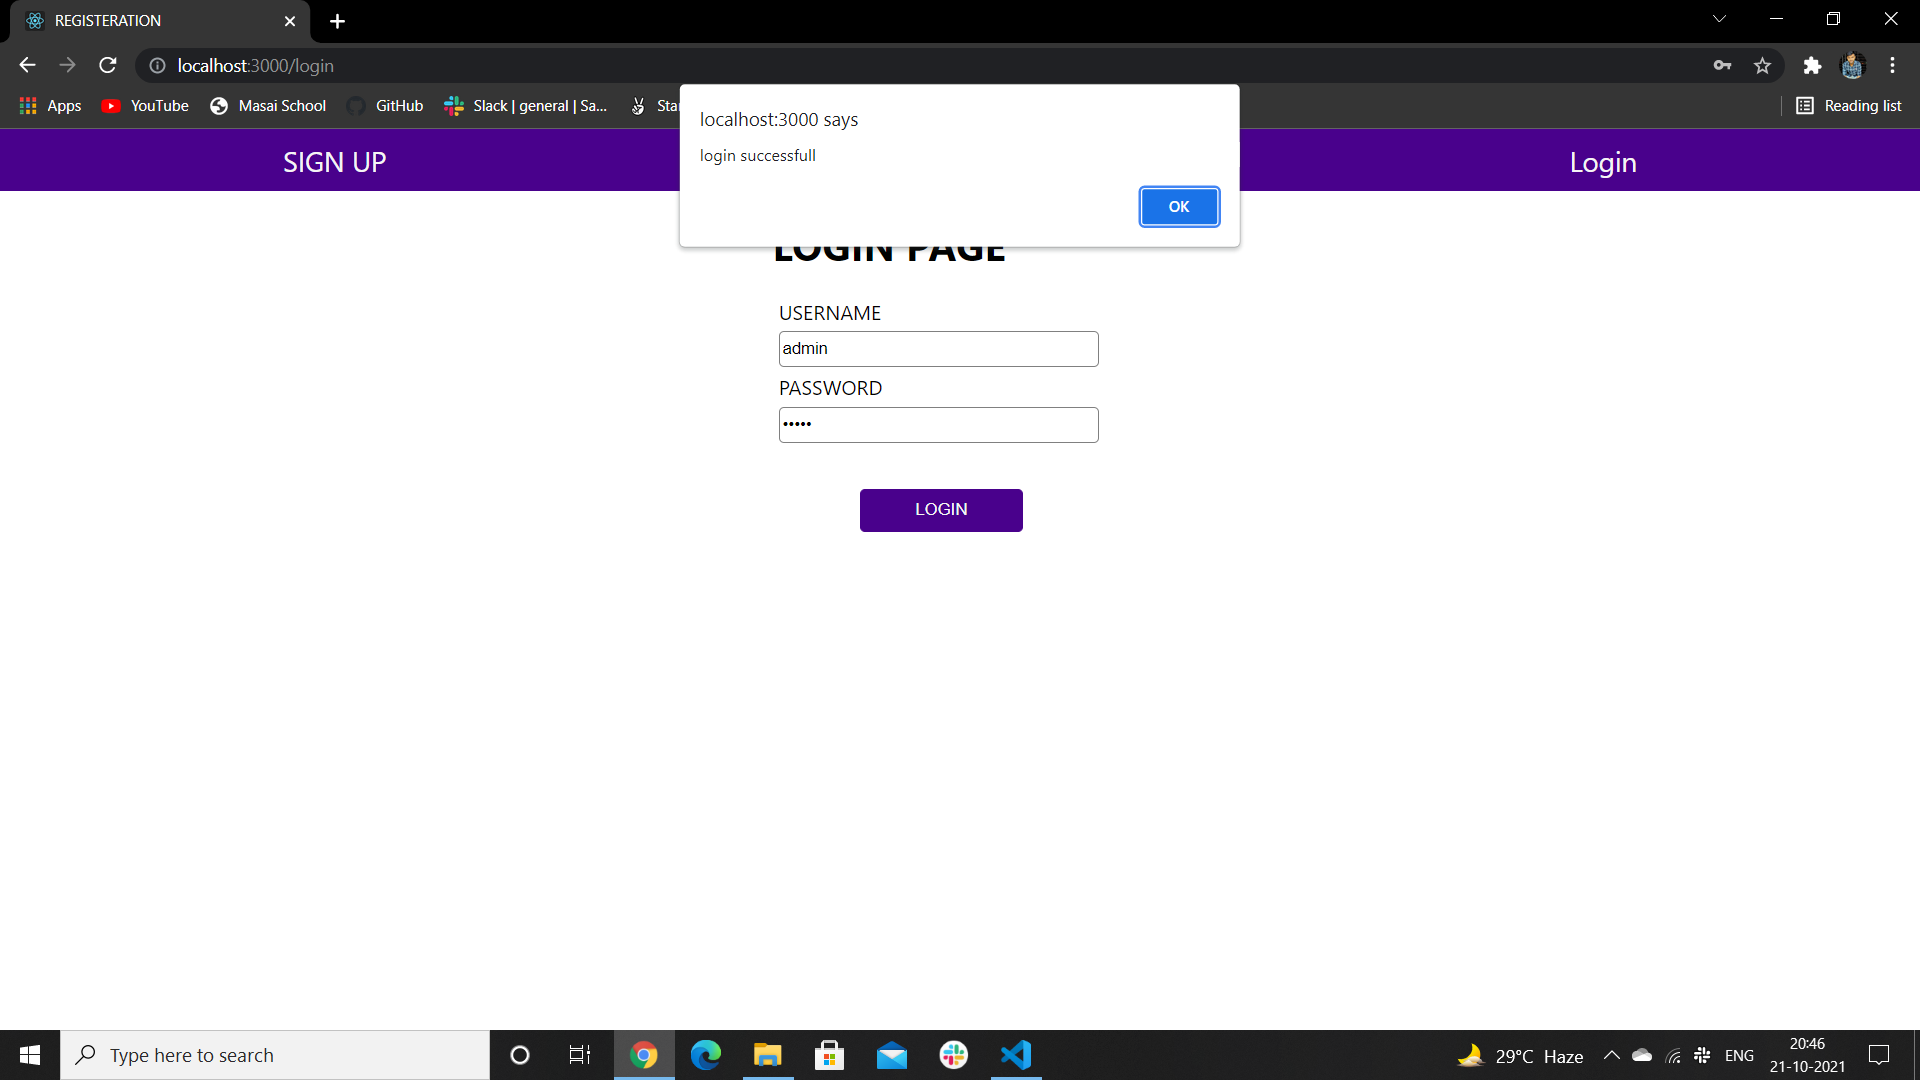 REGISTERATION
localhost:3000/login
Apps YouTube Masai School GitHub Slack | general | Sa... Reading list
localhost:3000 says
login successfull
OK
SIGN UP Login
LOGIN PAGE
USERNAME
admin
PASSWORD
•••••
LOGIN
Type here to search
29°C Haze
ENG
20:46
21-10-2021